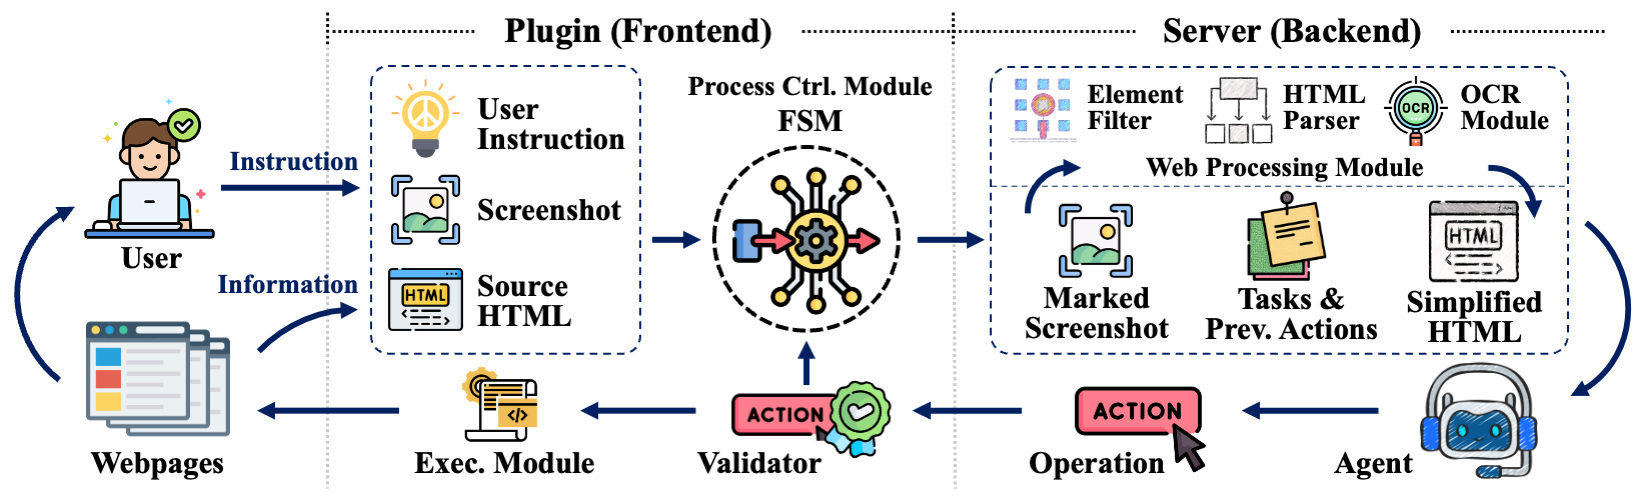 Plugin (Frontend)
Server (Backend)
User
Instruction
Information
Webpages
User
Instruction
Screenshot
HTML
Source
HTML
Process Ctrl. Module
FSM
Element
Filter
HTML
Parser
OCR
OCR
Module
Web Processing Module
Marked
Screenshot
Tasks &
Prev. Actions
HTML
Simplified
HTML
</>
Exec. Module
ACTION
Validator
ACTION
Operation
Agent